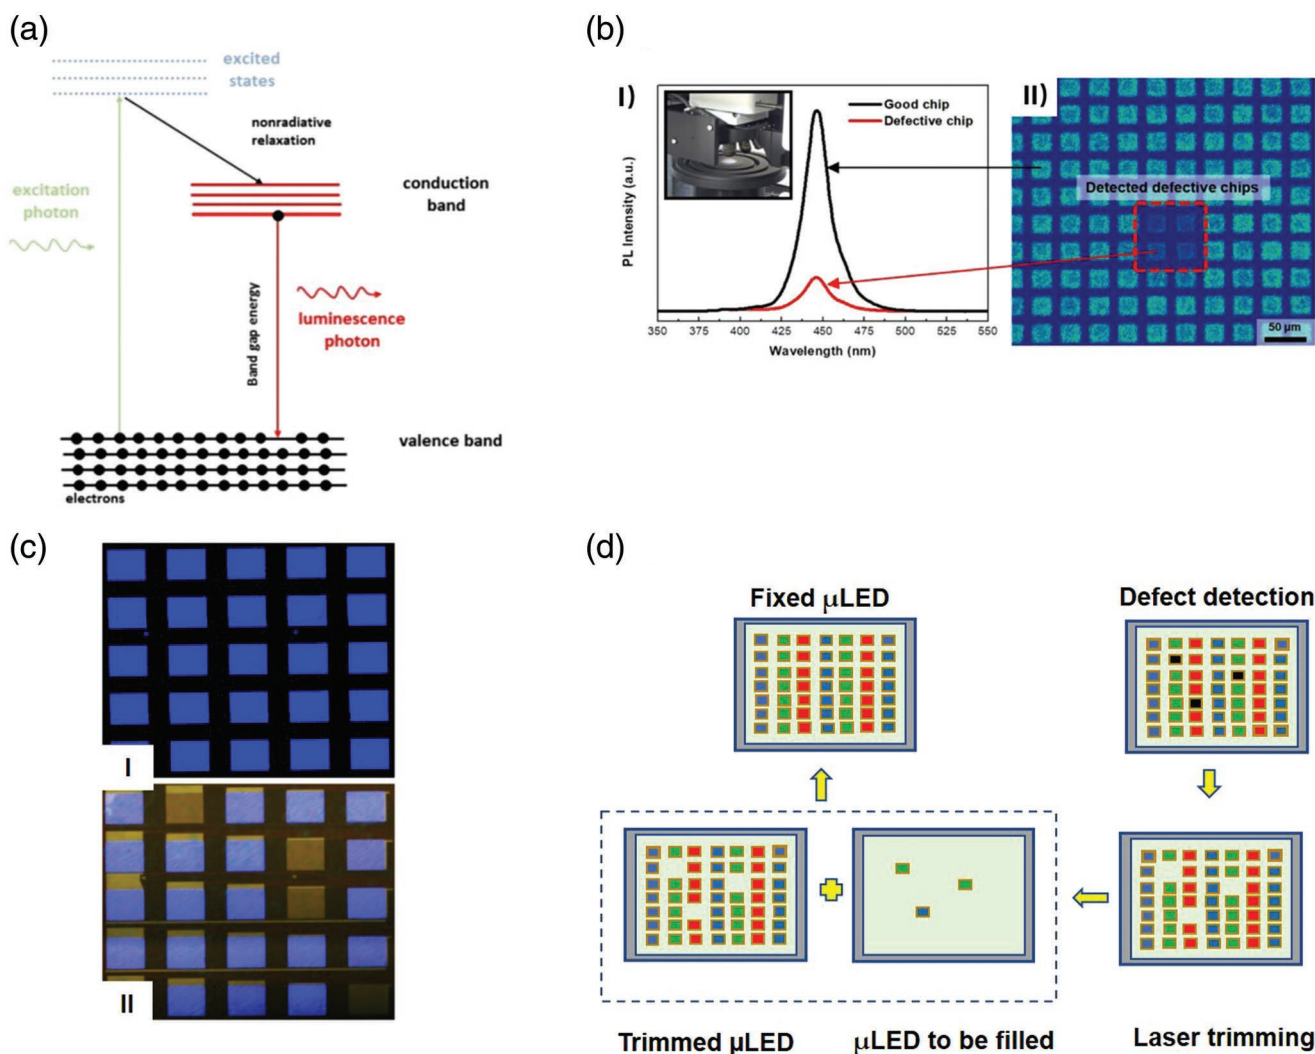 (a)
excited
states
nonradiative
relaxation
excitation
photon
conduction
band
Band gap energy
luminescence
photon
valence band
electrons
(b)
I)
Good chip
Defective chip
PL Intensity (a.u.)
350 375 400 425 450 475 500 525 550
Wavelength (nm)
II)
Detected defective chips
50 µm
(c)
I
II
(d)
Fixed µLED
Defect detection
Trimmed µLED
µLED to be filled
Laser trimming